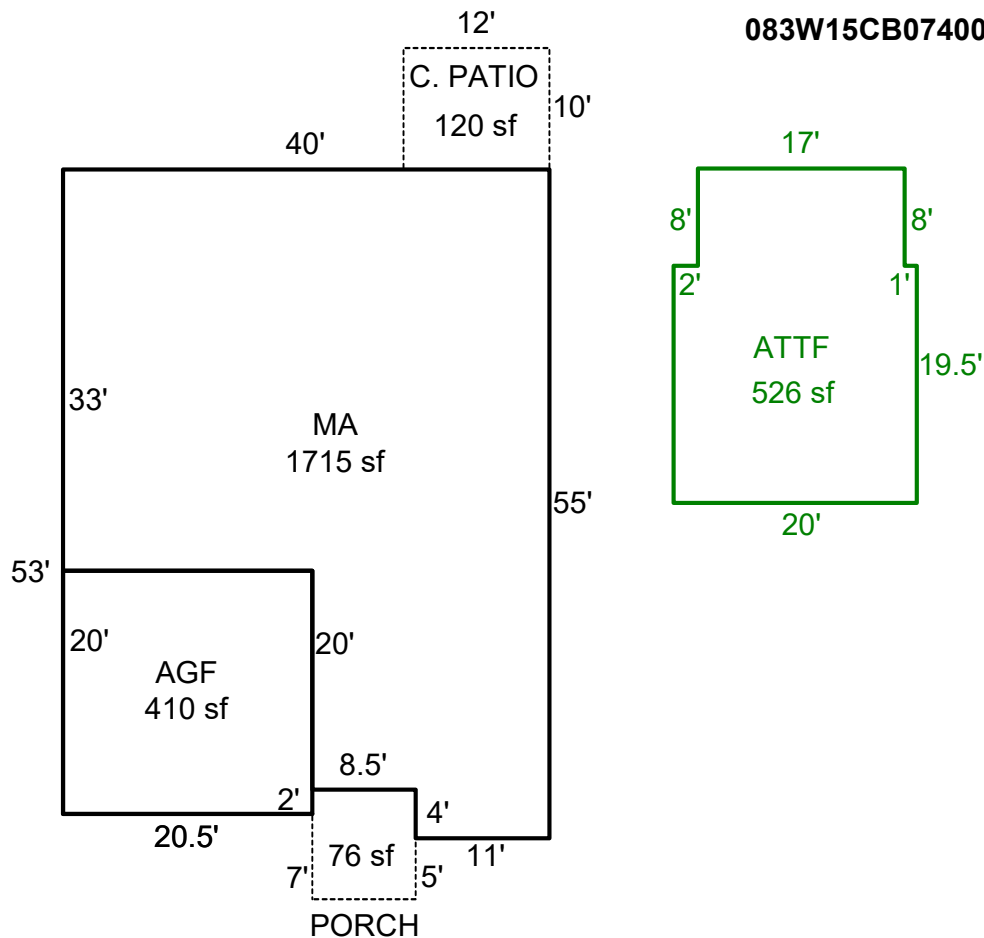 083W15CB07400
12'
C. PATIO
120 sf
10'
40'
17'
8'
8'
2'
1'
ATTF
526 sf
19.5'
20'
33'
MA
1715 sf
55'
53'
20'
20'
AGF
410 sf
8.5'
2'
4'
20.5'
11'
7'
76 sf
5'
PORCH